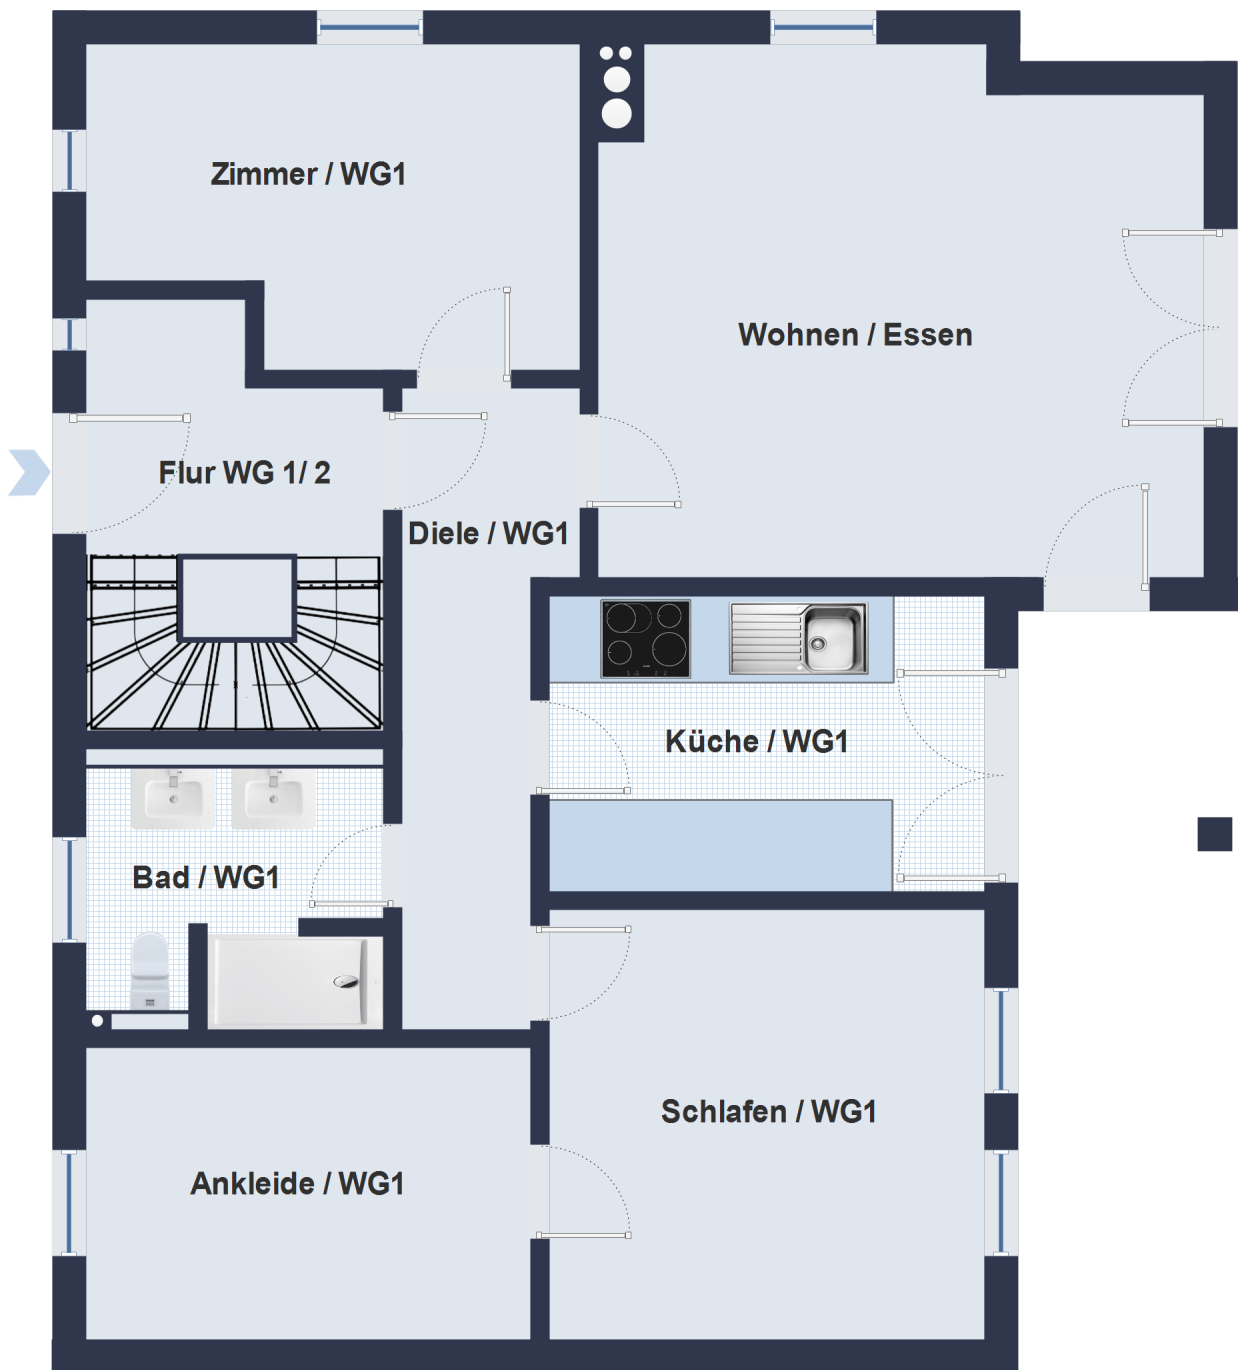 Zimmer / WG1
Wohnen / Essen
Flur WG 1/ 2
Diele / WG1
Küche / WG1
Bad / WG1
Schlafen / WG1
Ankleide / WG1